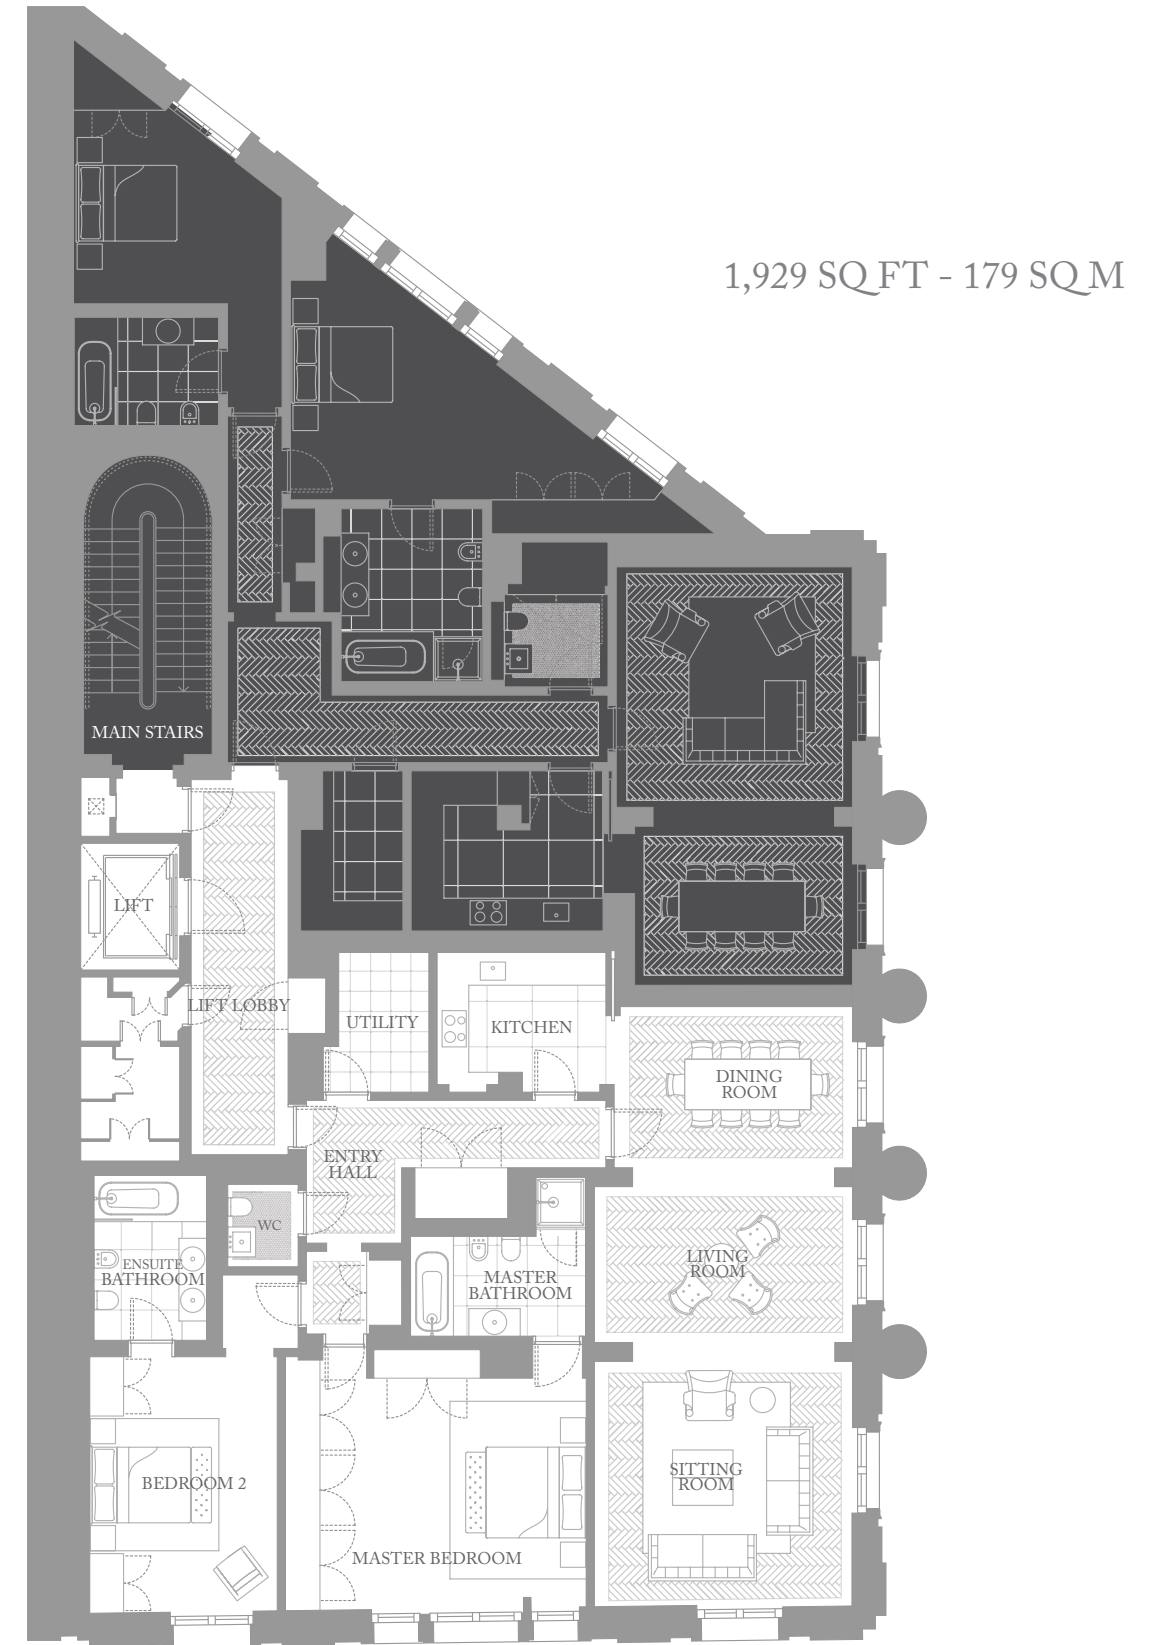 1,929 SQ FT - 179 SQ M
MAIN STAIRS
LIFT
LIFT LOBBY
UTILITY
KITCHEN
DINING
ROOM
ENTRY
HALL
WC
ENSUITE
BATHROOM
MASTER
BATHROOM
LIVING
ROOM
SITTING
ROOM
BEDROOM 2
MASTER BEDROOM